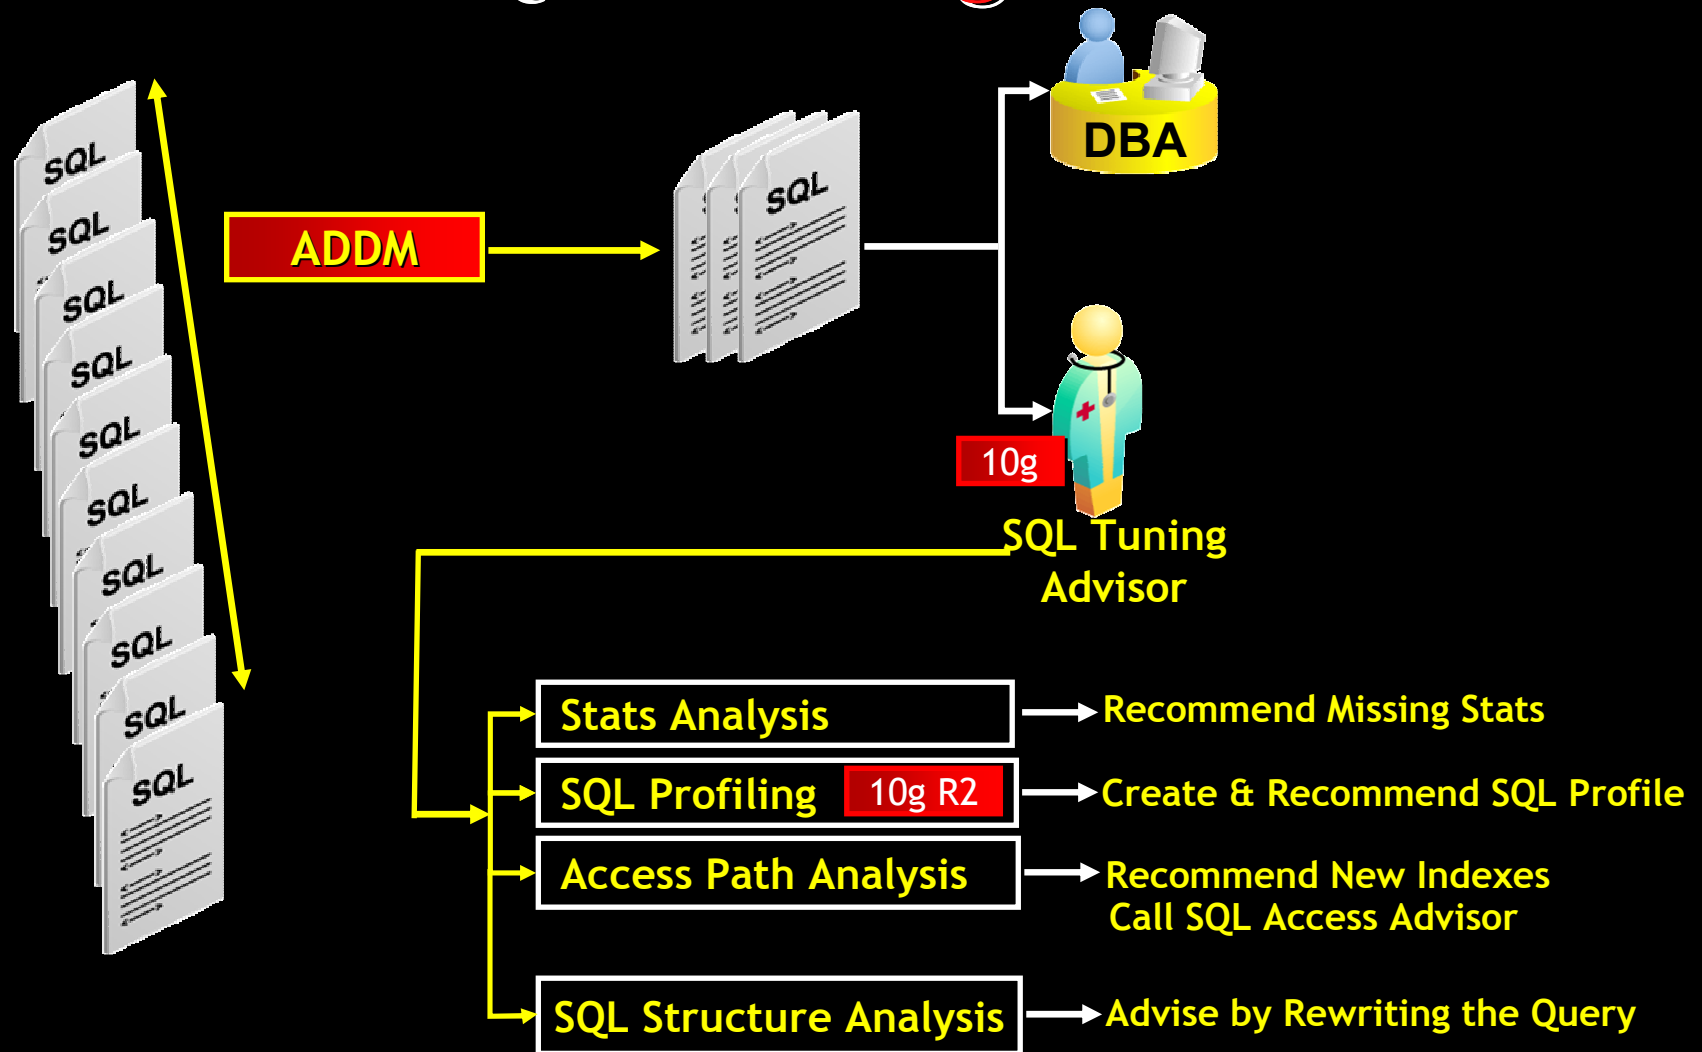 SQL
SQL
SQL
SQL
SQL
SQL
SQL
SQL
SQL
SQL
ADDM
SQL
DBA
10g
SQL Tuning
Advisor
Stats Analysis
Recommend Missing Stats
SQL Profiling
10g R2
Create & Recommend SQL Profile
Access Path Analysis
Recommend New Indexes
Call SQL Access Advisor
SQL Structure Analysis
Advise by Rewriting the Query